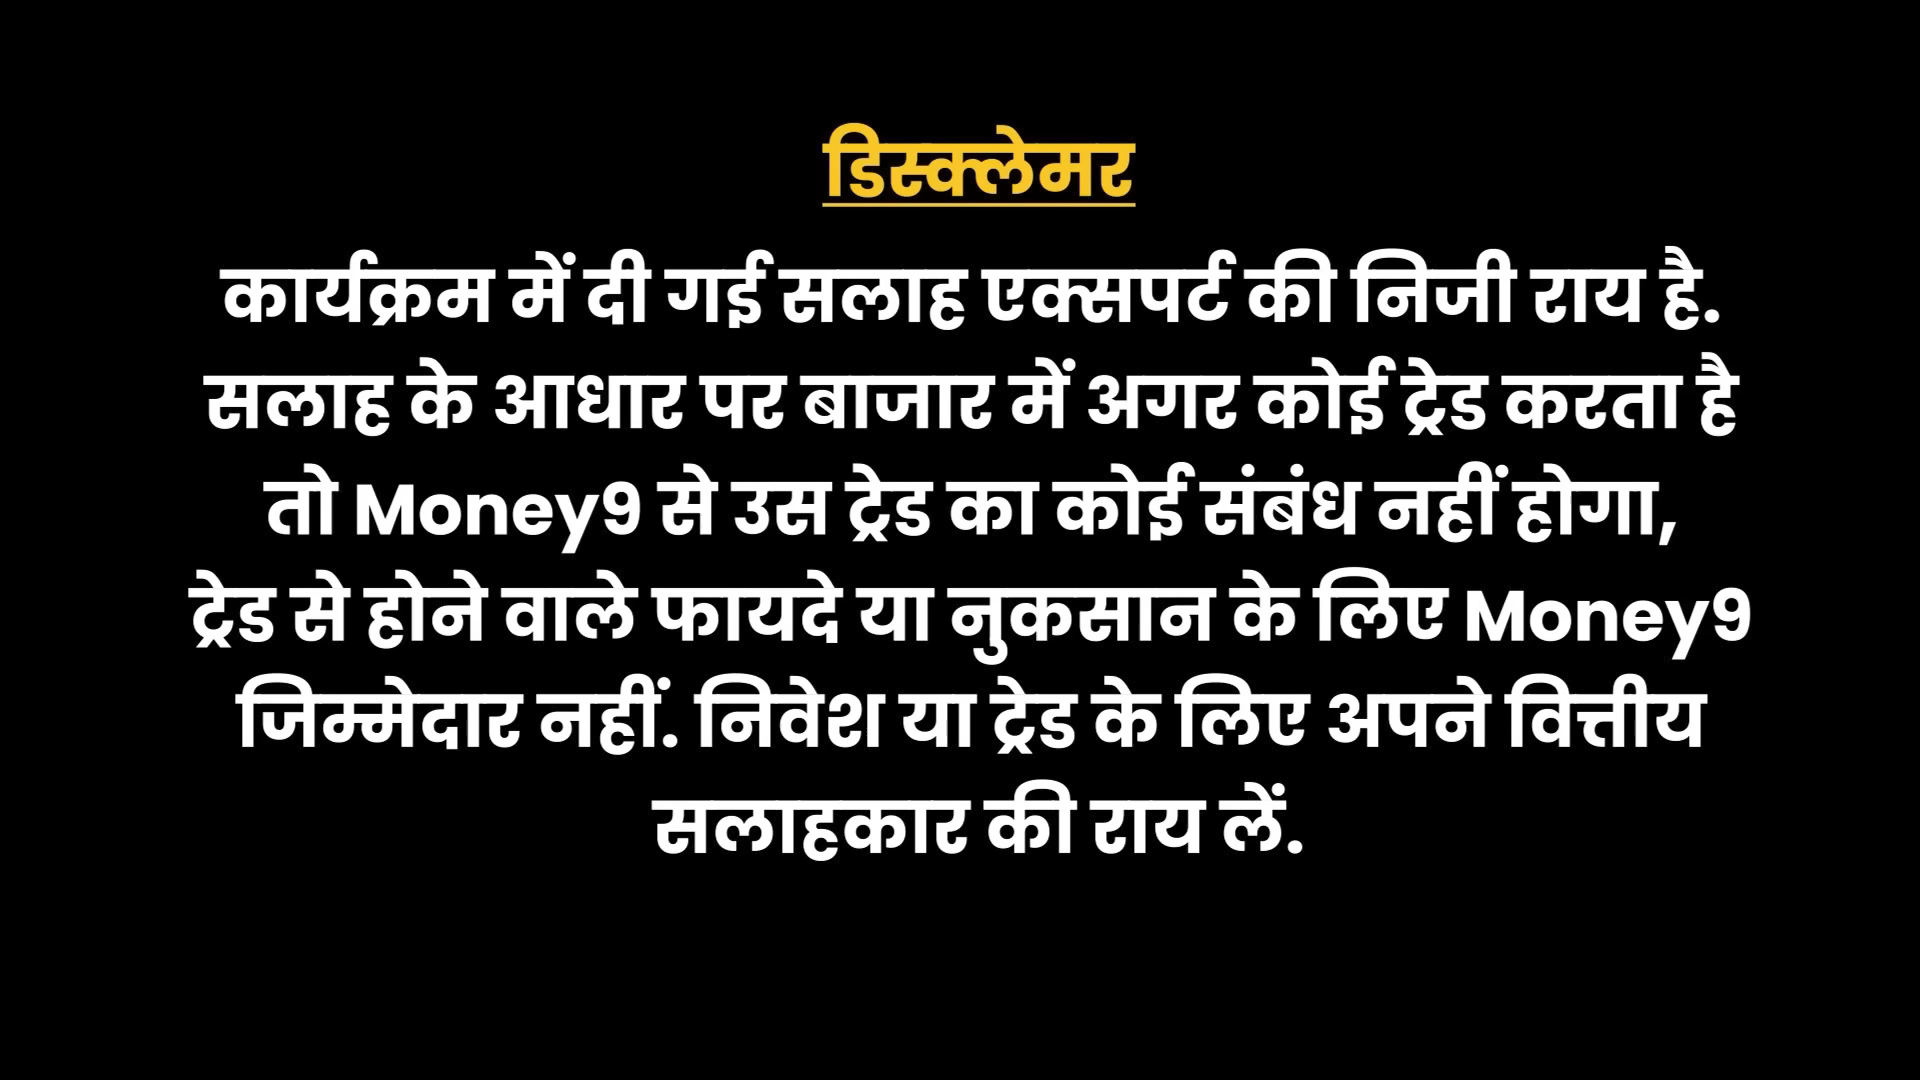 डिस्क्लेमर
कार्यक्रम में दी गई सलाह एक्सपर्ट की निजी राय है.
सलाह के आधार पर बाजार में अगर कोई ट्रेड करता है
तो Money9 से उस ट्रेड का कोई संबंध नहीं होगा,
ट्रेड से होने वाले फायदे या नुकसान के लिए Money9
जिम्मेदार नहीं. निवेश या ट्रेड के लिए अपने वित्तीय
सलाहकार की राय लें.